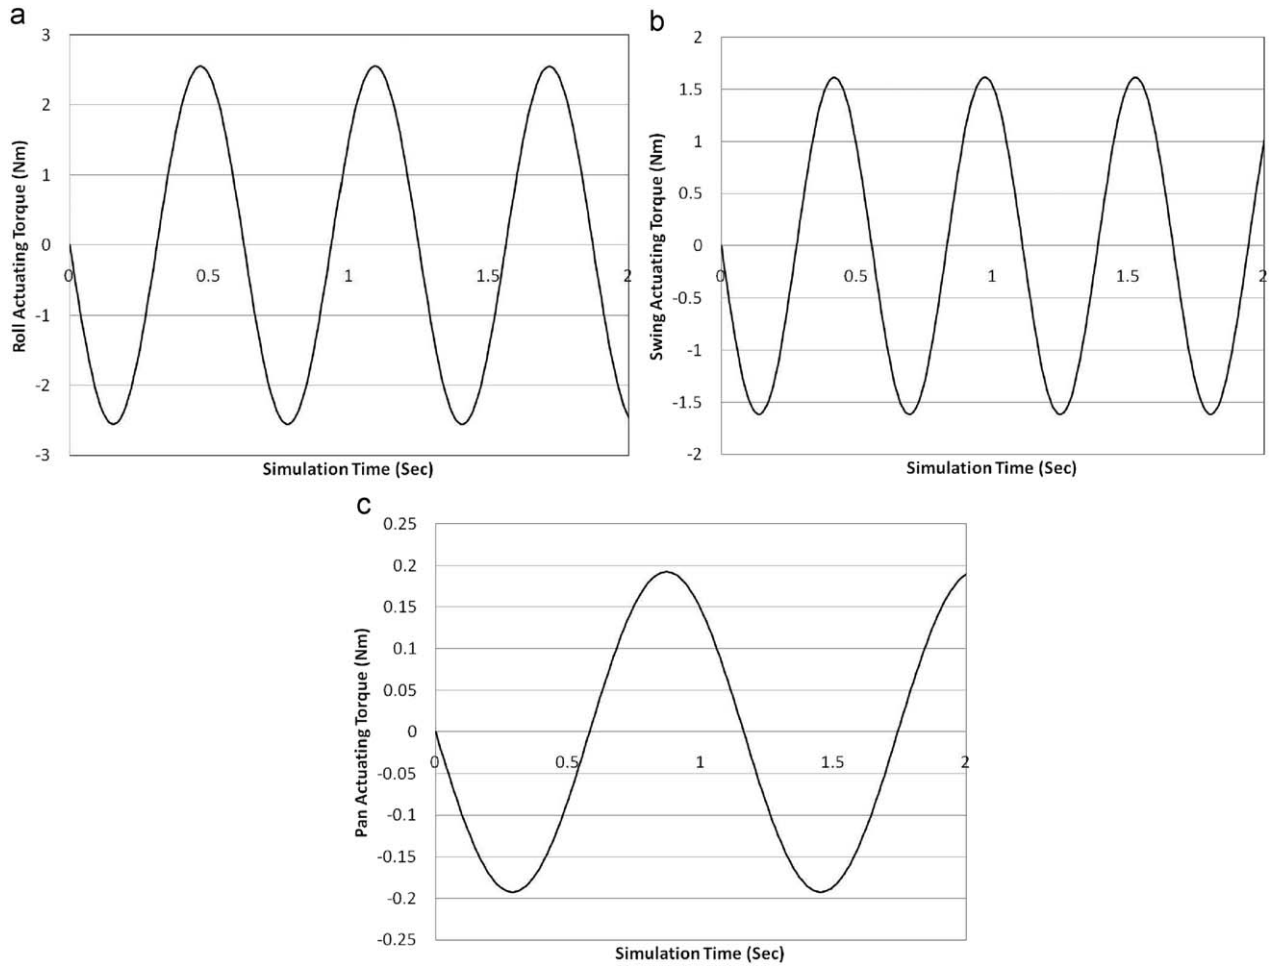 a
3
2
1
0
-1
-2
-3
Roll Actuating Torque (Nm)
0 0.5 1 1.5 2
Simulation Time (Sec)
b
2
1.5
1
0.5
0
-0.5
-1
-1.5
-2
Swing Actuating Torque (Nm)
0 0.5 1 1.5 2
Simulation Time (Sec)
c
0.25
0.2
0.15
0.1
0.05
0
-0.05
-0.1
-0.15
-0.2
-0.25
Pan Actuating Torque (Nm)
0 0.5 1 1.5 2
Simulation Time (Sec)